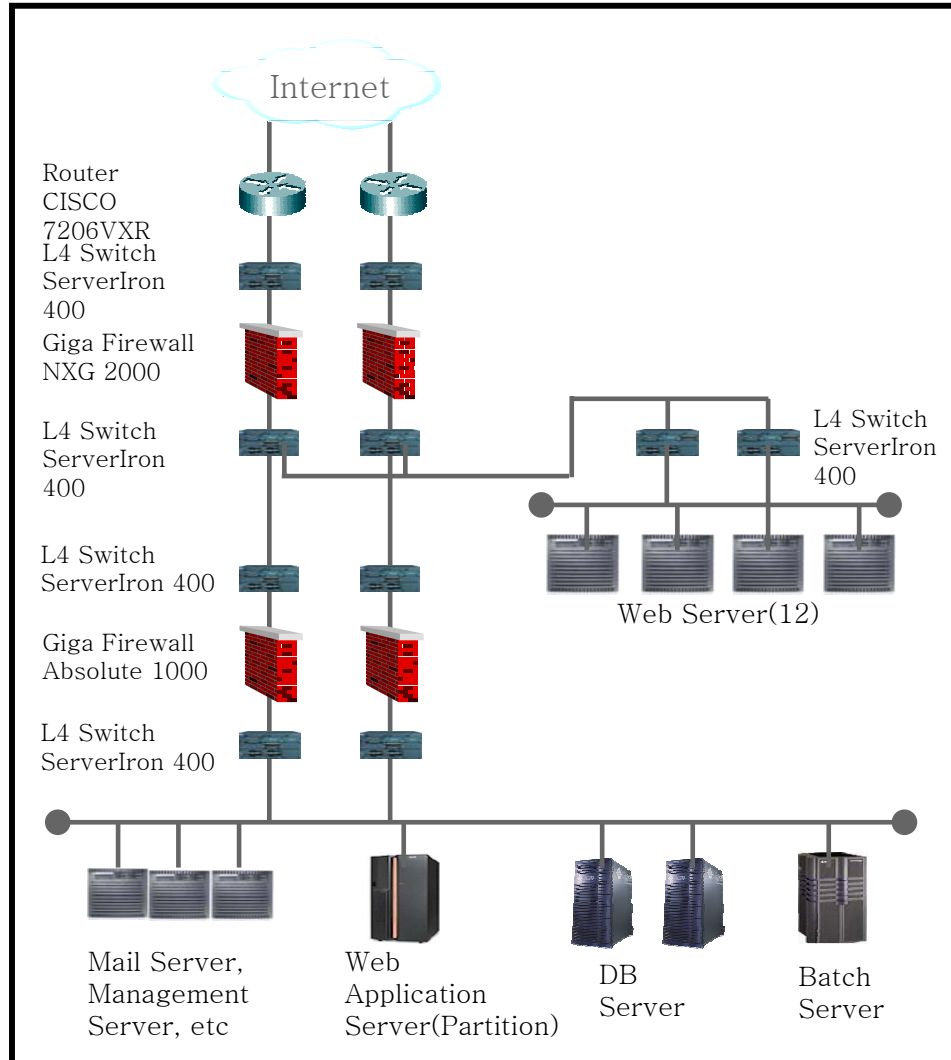 Internet
Router
CISCO
7206VXR
L4 Switch
ServerIron
400
Giga Firewall
NXG 2000
L4 Switch
ServerIron
400
L4 Switch
ServerIron
400
Web Server(12)
L4 Switch
ServerIron 400
Giga Firewall
Absolute 1000
L4 Switch
ServerIron 400
Mail Server,
Management
Server, etc
Web
Application
Server(Partition)
DB
Server
Batch
Server